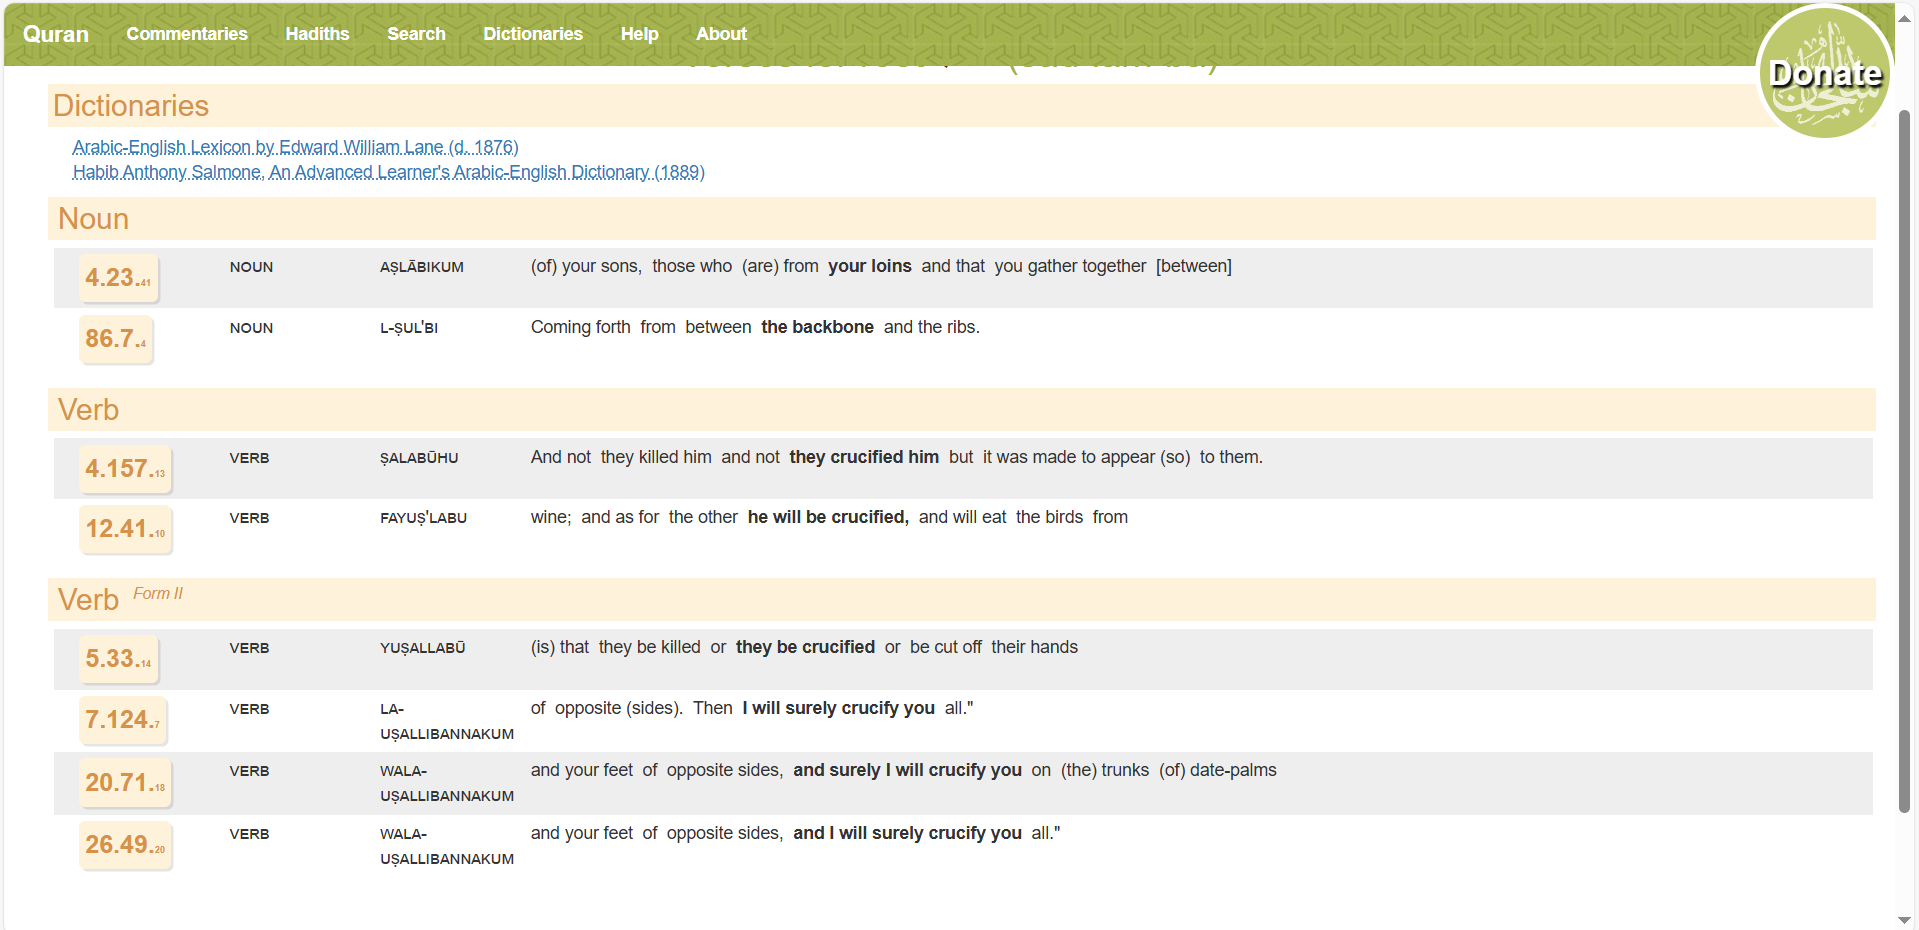 Quran Commentaries Hadiths Search Dictionaries Help About
Donate
Dictionaries
Arabic-English Lexicon by Edward William Lane (d. 1876)
Habib Anthony Salmone, An Advanced Learner's Arabic-English Dictionary (1889)
Noun
4.23.41 NOUN AṢLĀBIKUM (of) your sons, those who (are) from your loins and that you gather together [between]
86.7.4 NOUN L-ṢUL'BI Coming forth from between the backbone and the ribs.
Verb
4.157.13 VERB ṢALABŪHU And not they killed him and not they crucified him but it was made to appear (so) to them.
12.41.10 VERB FAYUṢ'LABU wine; and as for the other he will be crucified, and will eat the birds from
Verb Form II
5.33.14 VERB YUṢALLABŪ (is) that they be killed or they be crucified or be cut off their hands
7.124.7 VERB LA- of opposite (sides). Then I will surely crucify you all."
UṢALLIBANNAKUM
20.71.18 VERB WALA- and your feet of opposite sides, and surely I will crucify you on (the) trunks (of) date-palms
UṢALLIBANNAKUM
26.49.20 VERB WALA- and your feet of opposite sides, and I will surely crucify you all."
UṢALLIBANNAKUM